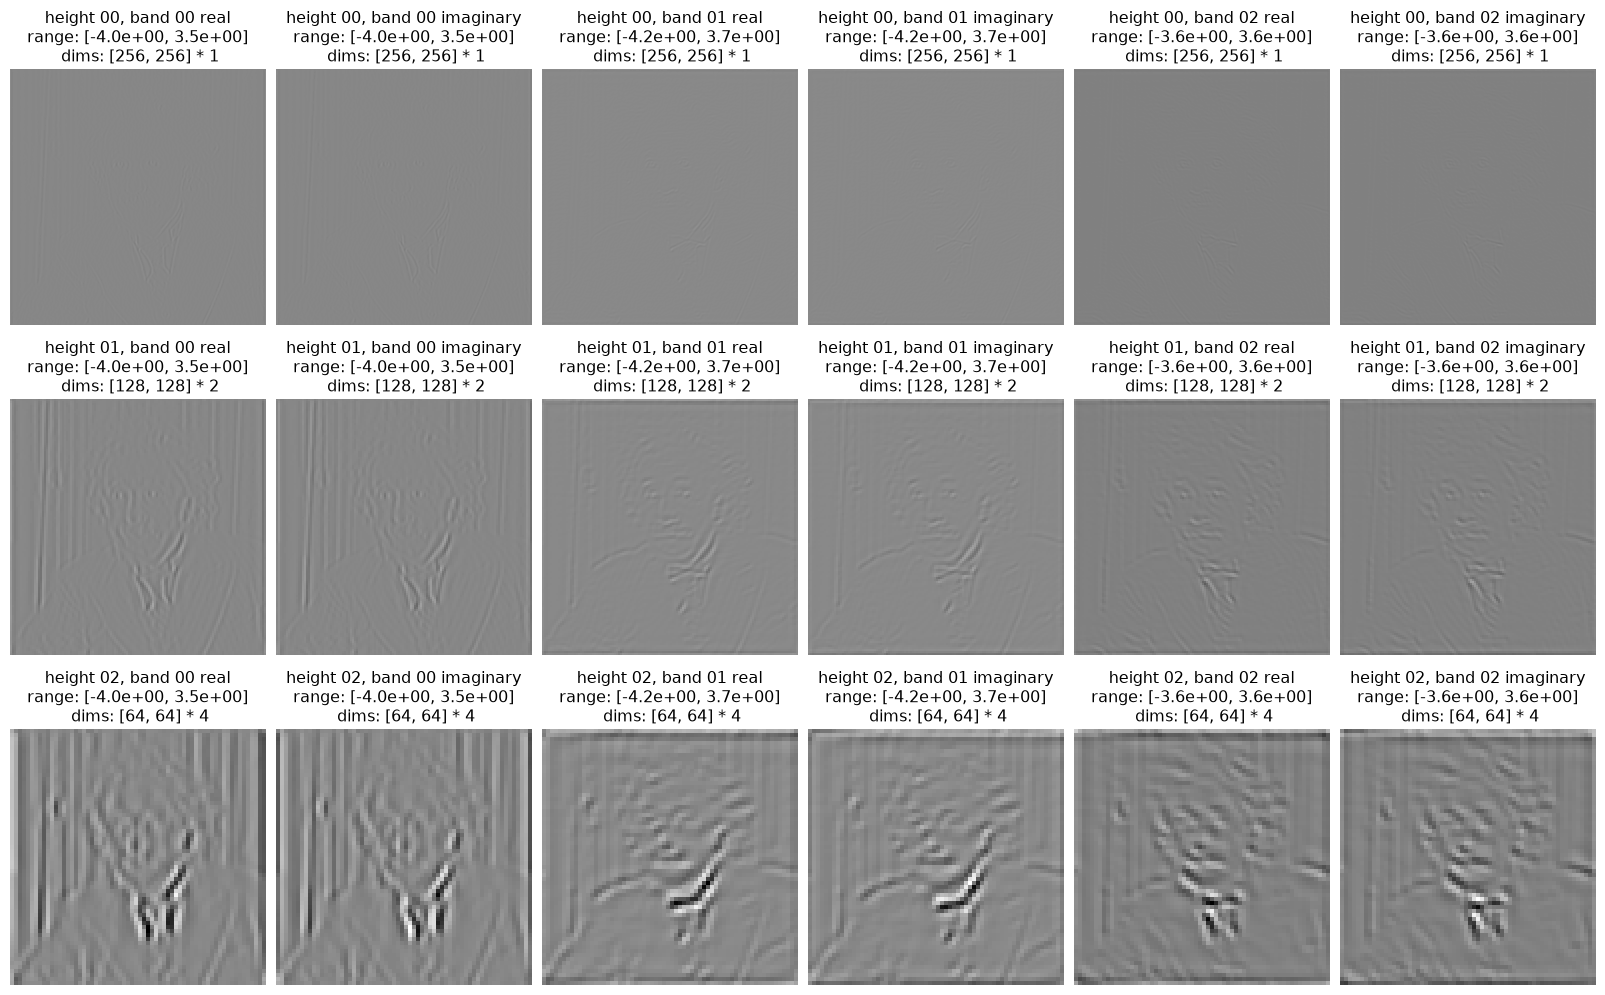 height 00, band 00 real
range: [-4.0e+00, 3.5e+00]
dims: [256, 256] * 1
height 00, band 00 imaginary
range: [-4.0e+00, 3.5e+00]
dims: [256, 256] * 1
height 00, band 01 real
range: [-4.2e+00, 3.7e+00]
dims: [256, 256] * 1
height 00, band 01 imaginary
range: [-4.2e+00, 3.7e+00]
dims: [256, 256] * 1
height 00, band 02 real
range: [-3.6e+00, 3.6e+00]
dims: [256, 256] * 1
height 00, band 02 imaginary
range: [-3.6e+00, 3.6e+00]
dims: [256, 256] * 1
height 01, band 00 real
range: [-4.0e+00, 3.5e+00]
dims: [128, 128] * 2
height 01, band 00 imaginary
range: [-4.0e+00, 3.5e+00]
dims: [128, 128] * 2
height 01, band 01 real
range: [-4.2e+00, 3.7e+00]
dims: [128, 128] * 2
height 01, band 01 imaginary
range: [-4.2e+00, 3.7e+00]
dims: [128, 128] * 2
height 01, band 02 real
range: [-3.6e+00, 3.6e+00]
dims: [128, 128] * 2
height 01, band 02 imaginary
range: [-3.6e+00, 3.6e+00]
dims: [128, 128] * 2
height 02, band 00 real
range: [-4.0e+00, 3.5e+00]
dims: [64, 64] * 4
height 02, band 00 imaginary
range: [-4.0e+00, 3.5e+00]
dims: [64, 64] * 4
height 02, band 01 real
range: [-4.2e+00, 3.7e+00]
dims: [64, 64] * 4
height 02, band 01 imaginary
range: [-4.2e+00, 3.7e+00]
dims: [64, 64] * 4
height 02, band 02 real
range: [-3.6e+00, 3.6e+00]
dims: [64, 64] * 4
height 02, band 02 imaginary
range: [-3.6e+00, 3.6e+00]
dims: [64, 64] * 4